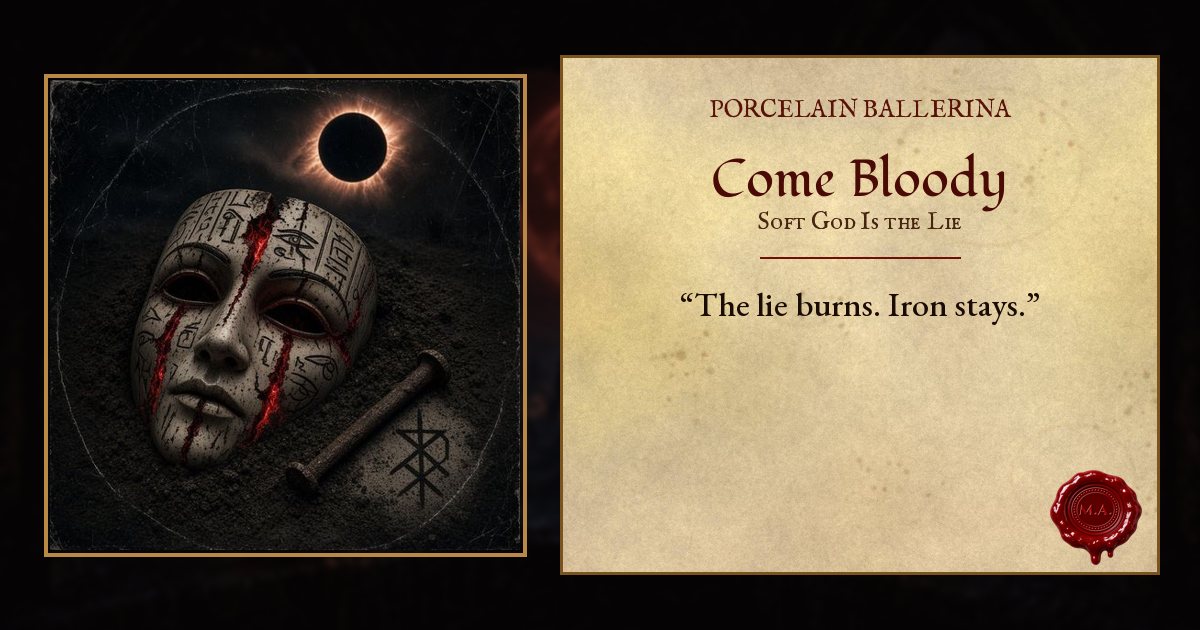 PORCELAIN BALLERINA
Come Bloody
Soft God Is the Lie
“The lie burns. Iron stays.”
M.A.